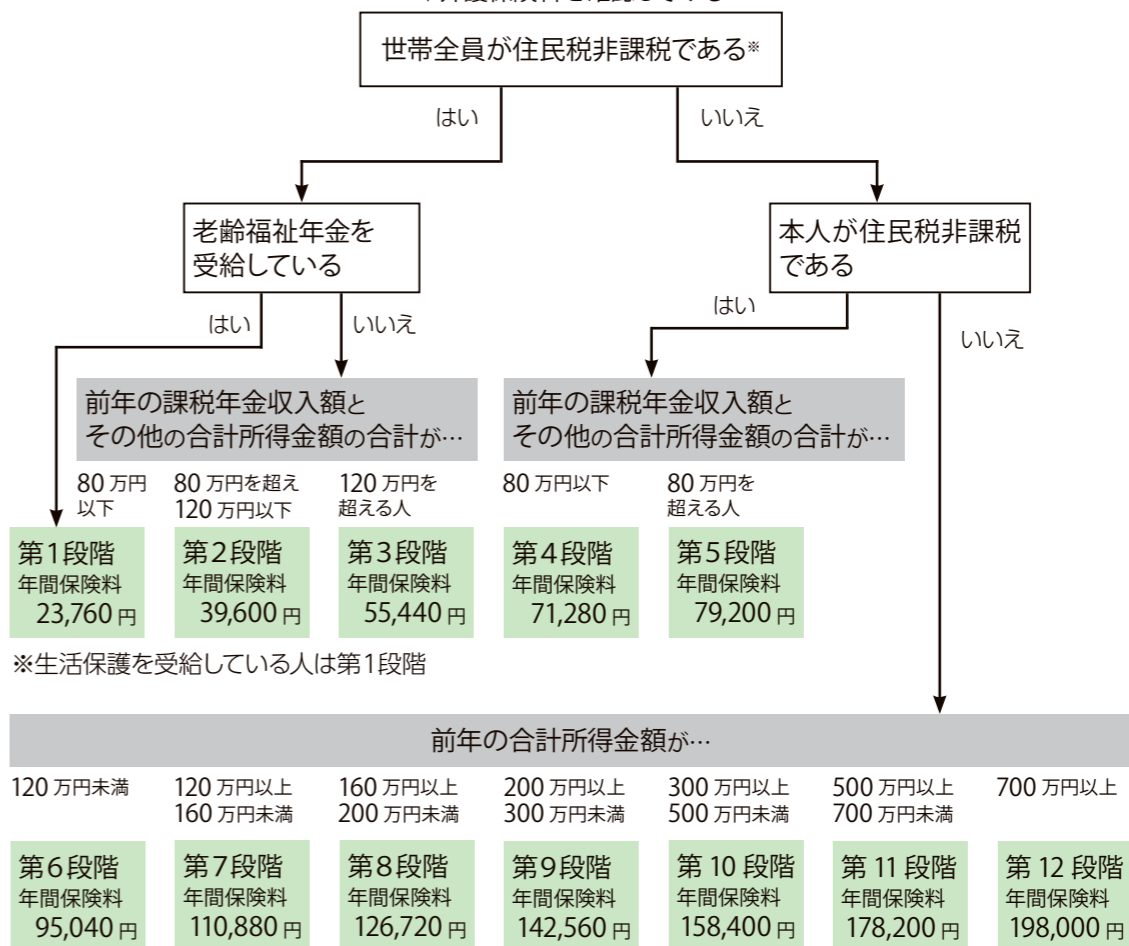 世帯全員が住民税非課税である※
はい
いいえ
老齢福祉年金を
受給している
本人が住民税非課税
である
はい
いいえ
はい
いいえ
前年の課税年金収入額と
その他の合計所得金額の合計が…
前年の課税年金収入額と
その他の合計所得金額の合計が…
80万円
以下
80万円を超え
120万円以下
120万円を
超える人
80万円以下
80万円を
超える人
第1段階
年間保険料
23,760円
第2段階
年間保険料
39,600円
第3段階
年間保険料
55,440円
第4段階
年間保険料
71,280円
第5段階
年間保険料
79,200円
※生活保護を受給している人は第1段階
前年の合計所得金額が…
120万円未満
120万円以上
160万円未満
160万円以上
200万円未満
200万円以上
300万円未満
300万円以上
500万円未満
500万円以上
700万円未満
700万円以上
第6段階
年間保険料
95,040円
第7段階
年間保険料
110,880円
第8段階
年間保険料
126,720円
第9段階
年間保険料
142,560円
第10段階
年間保険料
158,400円
第11段階
年間保険料
178,200円
第12段階
年間保険料
198,000円